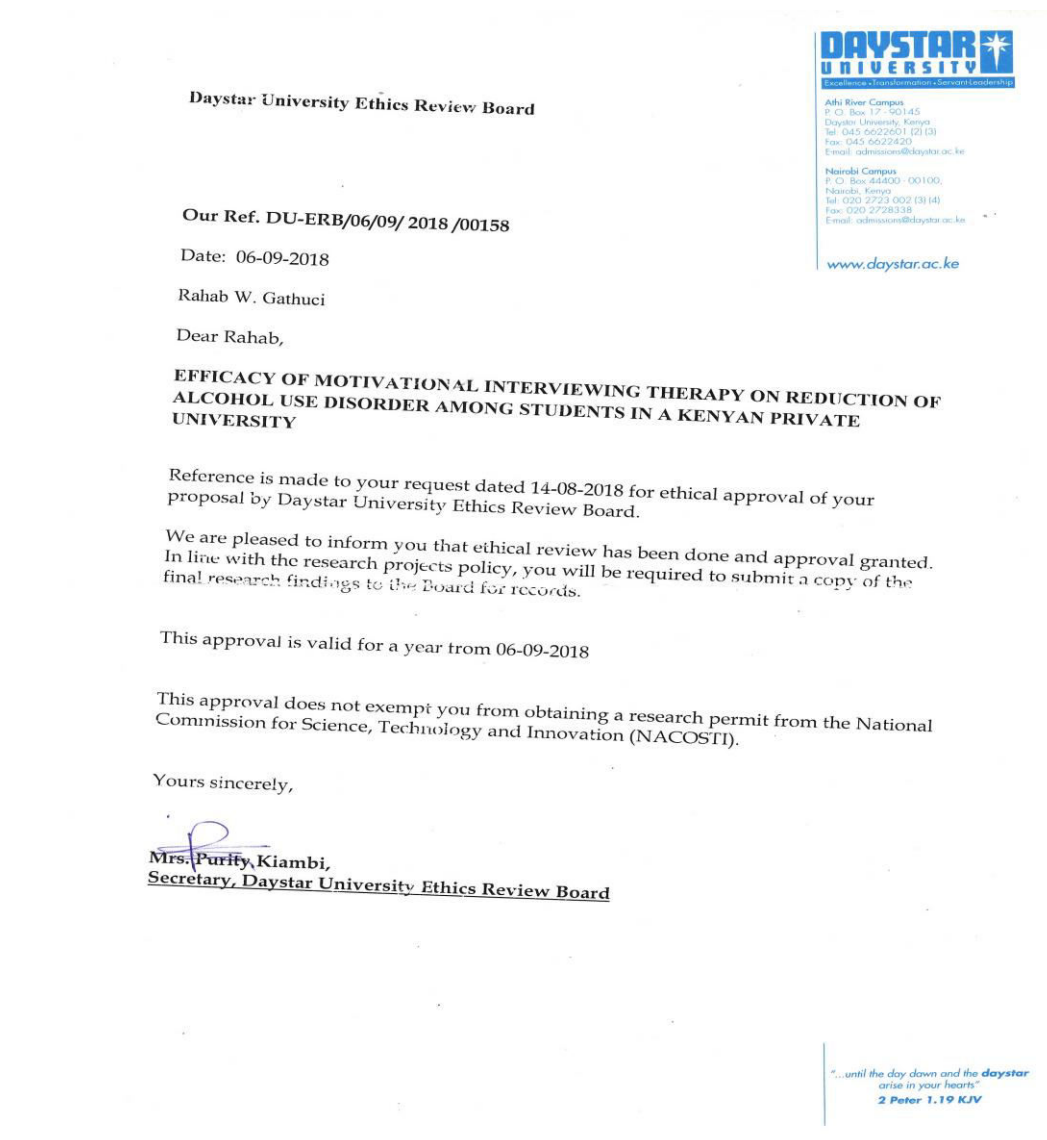 DAYSTAR
UNIVERSITY
Excellence • Transformation • Servant Leadership
Athi River Campus
P. O. Box 17 - 90145
Daystar University, Kenya
Tel: 045 6622601 (2) (3)
Fax: 045 6622420
E-mail: admissions@daystar.ac.ke
Nairobi Campus
P. O. Box 44400 - 00100,
Nairobi, Kenya
Tel: 020 2723 002 (3) (4)
Fax: 020 2728338
E-mail: admissions@daystar.ac.ke
www.daystar.ac.ke
Daystar University Ethics Review Board
Our Ref. DU-ERB/06/09/ 2018 /00158
Date: 06-09-2018
Rahab W. Gathuci
Dear Rahab,
EFFICACY OF MOTIVATIONAL INTERVIEWING THERAPY ON REDUCTION OF
ALCOHOL USE DISORDER AMONG STUDENTS IN A KENYAN PRIVATE
UNIVERSITY
Reference is made to your request dated 14-08-2018 for ethical approval of your
proposal by Daystar University Ethics Review Board.
We are pleased to inform you that ethical review has been done and approval granted.
In line with the research projects policy, you will be required to submit a copy of the
final research findings to the Board for records.
This approval is valid for a year from 06-09-2018
This approval does not exempt you from obtaining a research permit from the National
Commission for Science, Technology and Innovation (NACOSTI).
Yours sincerely,
Mrs. Purity Kiambi,
Secretary, Daystar University Ethics Review Board
"...until the day dawn and the daystar
arise in your hearts"
2 Peter 1.19 KJV